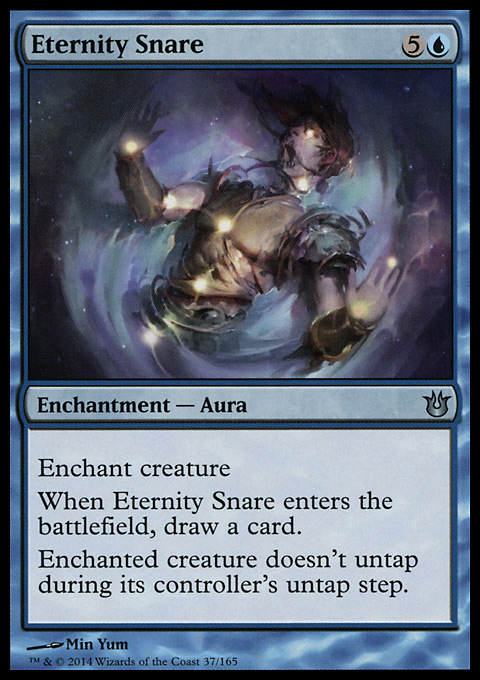 Eternity Snare 5
Enchantment — Aura
Enchant creature
When Eternity Snare enters the
battlefield, draw a card.
Enchanted creature doesn't untap
during its controller's untap step.
Min Yum
™ & © 2014 Wizards of the Coast 37/165